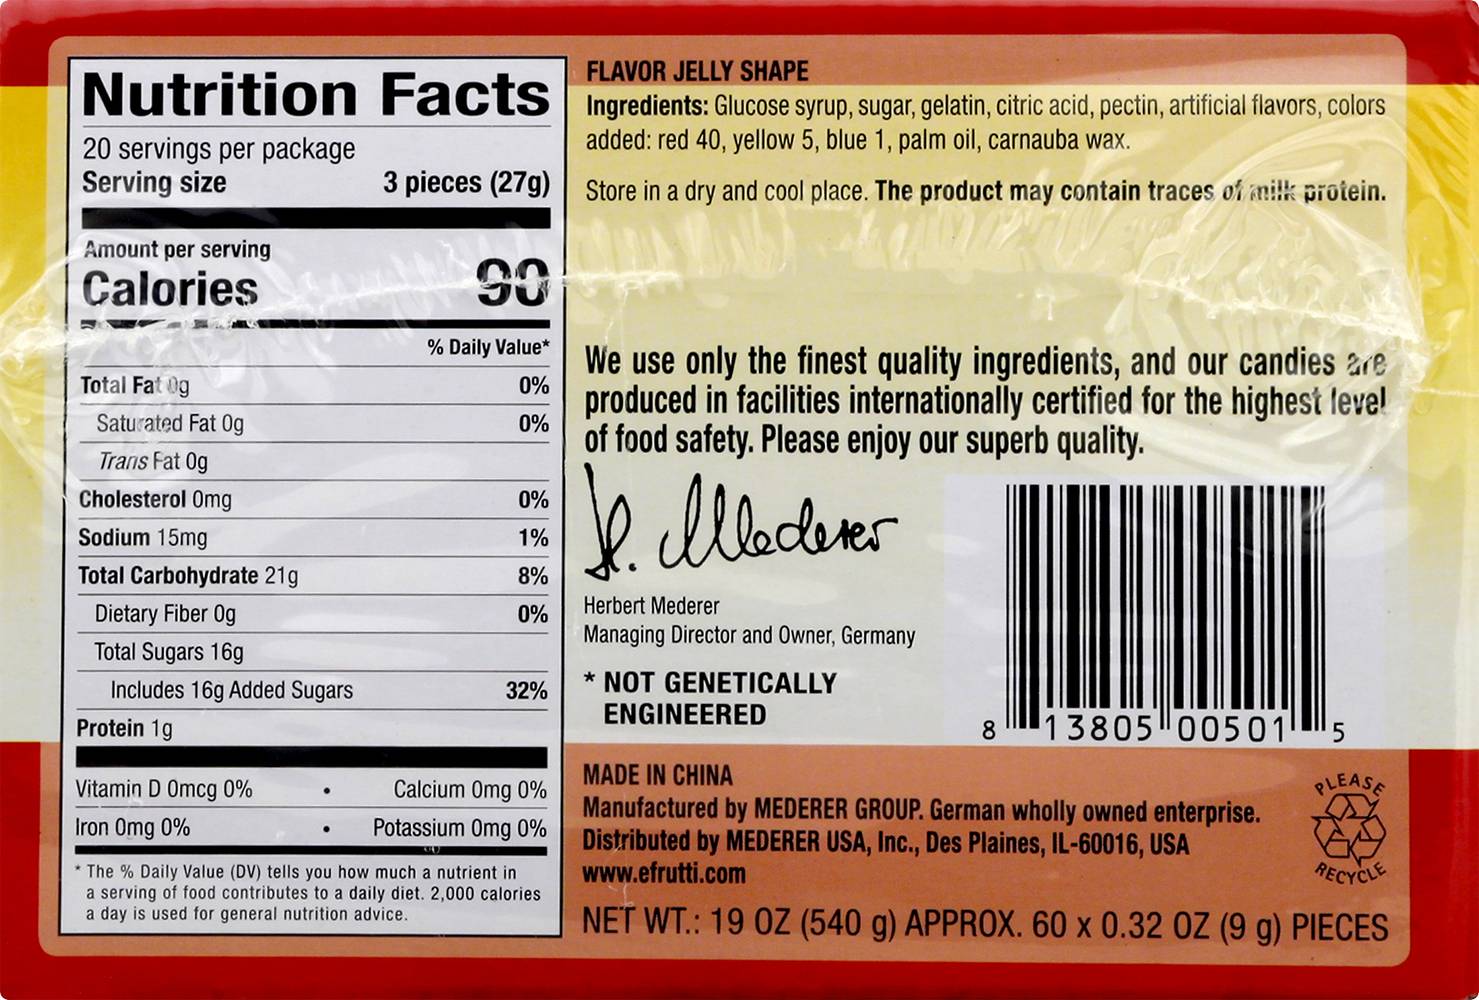 Nutrition Facts
20 servings per package
Serving size 3 pieces (27g)
Amount per serving
Calories 90
% Daily Value*
Total Fat 0g 0%
Saturated Fat 0g 0%
Trans Fat 0g
Cholesterol 0mg 0%
Sodium 15mg 1%
Total Carbohydrate 21g 8%
Dietary Fiber 0g 0%
Total Sugars 16g
Includes 16g Added Sugars 32%
Protein 1g
Vitamin D 0mcg 0% • Calcium 0mg 0%
Iron 0mg 0% • Potassium 0mg 0%
* The % Daily Value (DV) tells you how much a nutrient in
a serving of food contributes to a daily diet. 2,000 calories
a day is used for general nutrition advice.
FLAVOR JELLY SHAPE
Ingredients: Glucose syrup, sugar, gelatin, citric acid, pectin, artificial flavors, colors
added: red 40, yellow 5, blue 1, palm oil, carnauba wax.
Store in a dry and cool place. The product may contain traces of milk protein.
We use only the finest quality ingredients, and our candies are
produced in facilities internationally certified for the highest level
of food safety. Please enjoy our superb quality.
H. Mederer
Herbert Mederer
Managing Director and Owner, Germany
* NOT GENETICALLY
ENGINEERED
8 13805 00501 5
MADE IN CHINA
Manufactured by MEDERER GROUP. German wholly owned enterprise.
Distributed by MEDERER USA, Inc., Des Plaines, IL-60016, USA
www.efrutti.com
PLEASE
RECYCLE
NET WT.: 19 OZ (540 g) APPROX. 60 x 0.32 OZ (9 g) PIECES